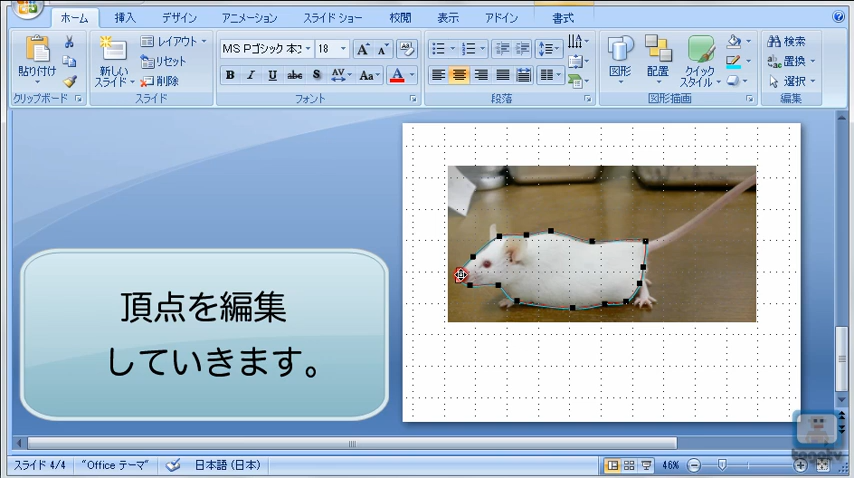 ホーム 挿入 デザイン アニメーション スライド ショー 校閲 表示 アドイン 書式
貼り付け
クリップボード
新しい
スライド
レイアウト
リセット
削除
スライド
MS Pゴシック 本文
18
B I U abc S AV Aa A
フォント
段落
図形
配置
クイック
スタイル
図形描画
検索
置換
選択
編集
頂点を編集
していきます。
スライド 4/4 "Office テーマ" 日本語 (日本) 46%
togotv